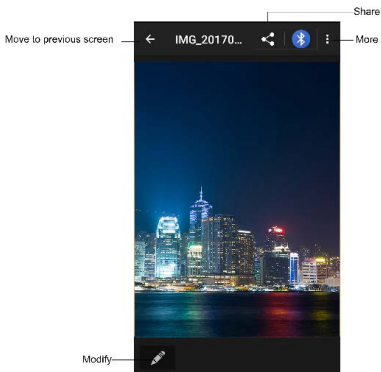 Share
Move to previous screen
IMG_20170...
More
Modify